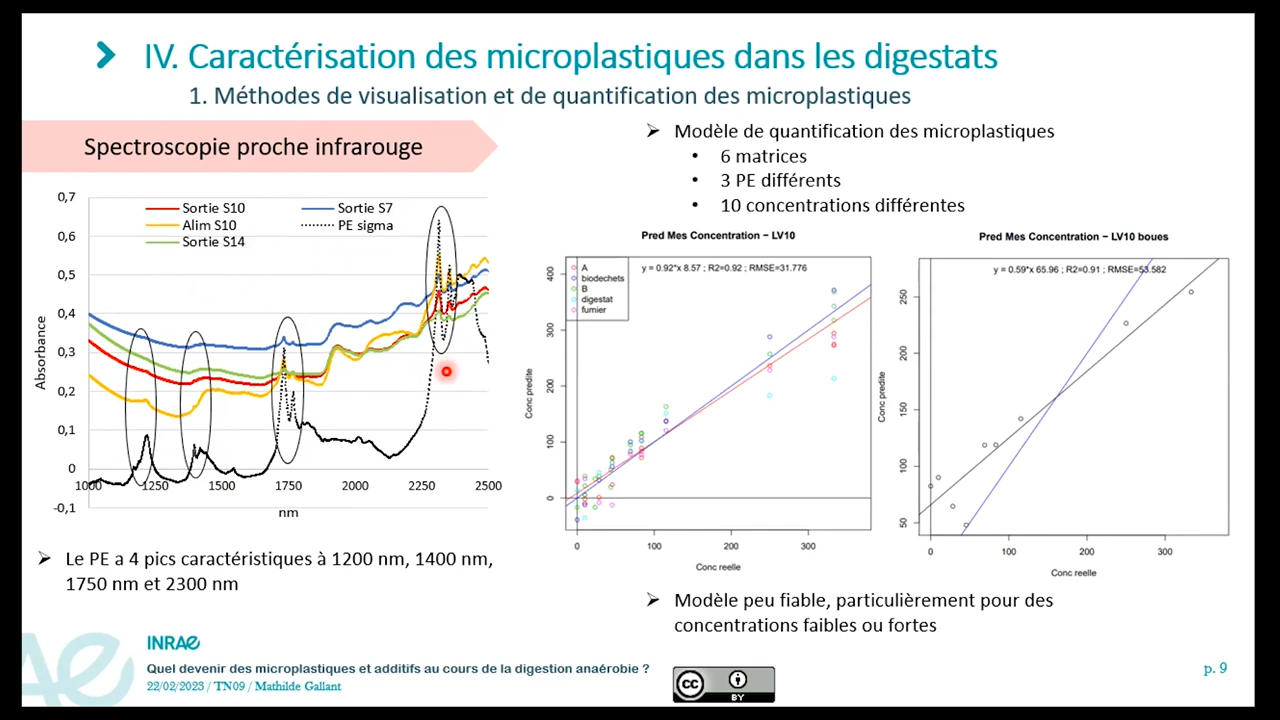 IV. Caractérisation des microplastiques dans les digestats
1. Méthodes de visualisation et de quantification des microplastiques
Spectroscopie proche infrarouge
0,7
0,6
0,5
0,4
0,3
0,2
0,1
0
-0,1
Absorbance
Sortie S10
Sortie S7
Alim S10
PE sigma
Sortie S14
1000
1250
1500
1750
2000
2250
2500
nm
Le PE a 4 pics caractéristiques à 1200 nm, 1400 nm,
1750 nm et 2300 nm
Modèle de quantification des microplastiques
• 6 matrices
• 3 PE différents
• 10 concentrations différentes
Pred Mes Concentration – LV10
y = 0.92*x 8.57 ; R2=0.92 ; RMSE=31.776
A
biodechets
B
digestat
fumier
400
300
200
100
0
Conc predite
0
100
200
300
Conc reelle
Pred Mes Concentration – LV10 boues
y = 0.59*x 65.96 ; R2=0.91 ; RMSE=53.582
250
200
150
100
50
Conc predite
0
100
200
300
Conc reelle
Modèle peu fiable, particulièrement pour des
concentrations faibles ou fortes
INRAE
Quel devenir des microplastiques et additifs au cours de la digestion anaérobie ?
22/02/2023 / TN09 / Mathilde Gallant
cc
BY
p. 9